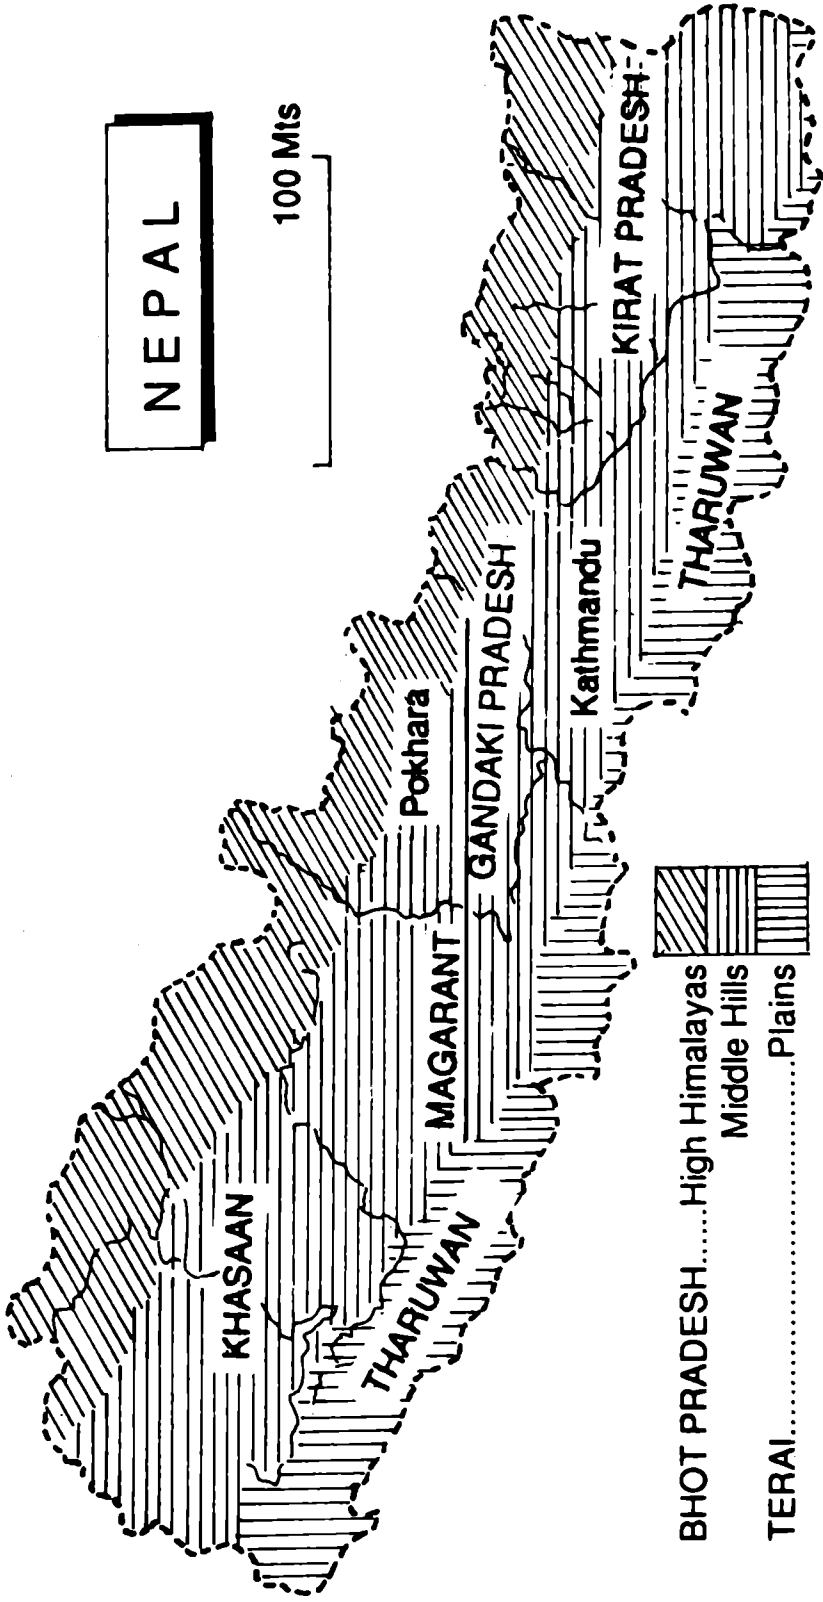 NEPAL
100 Mts
KHASAAN
THARUWAN
MAGARANT
Pokhara
GANDAKI PRADESH
Kathmandu
KIRAT PRADESH
THARUWAN
BHOT PRADESH.....High Himalayas
Middle Hills
TERAI..............................Plains